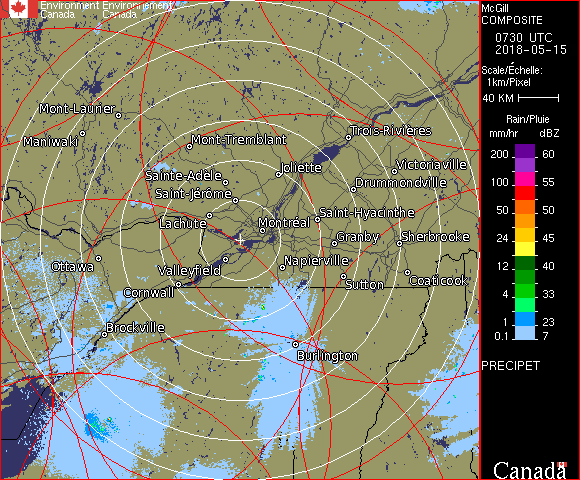 Environment Environnement
Canada Canada
McGill
COMPOSITE
0730 UTC
2018-05-15
Scale/Échelle:
1km/Pixel
40 KM
Rain/Pluie
mm/hr dBZ
200 60
150 57
100 55
50 50
24 45
12 40
4 33
1 23
0.1 7
PRECIPET
Canada
Mont-Laurier
Maniwaki
Mont-Tremblant
Trois-Rivières
Sainte-Adèle
Joliette
Victoriaville
Saint-Jérôme
Drummondville
Lachute
Montréal
Saint-Hyacinthe
Granby
Sherbrooke
Ottawa
Valleyfield
Napierville
Cornwall
Sutton
Coaticook
Brockville
Burlington